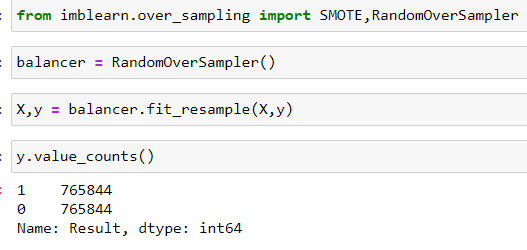 : from imblearn.over_sampling import SMOTE,RandomOverSampler
: balancer = RandomOverSampler()
: X,y = balancer.fit_resample(X,y)
: y.value_counts()
: 1    765844
0    765844
Name: Result, dtype: int64